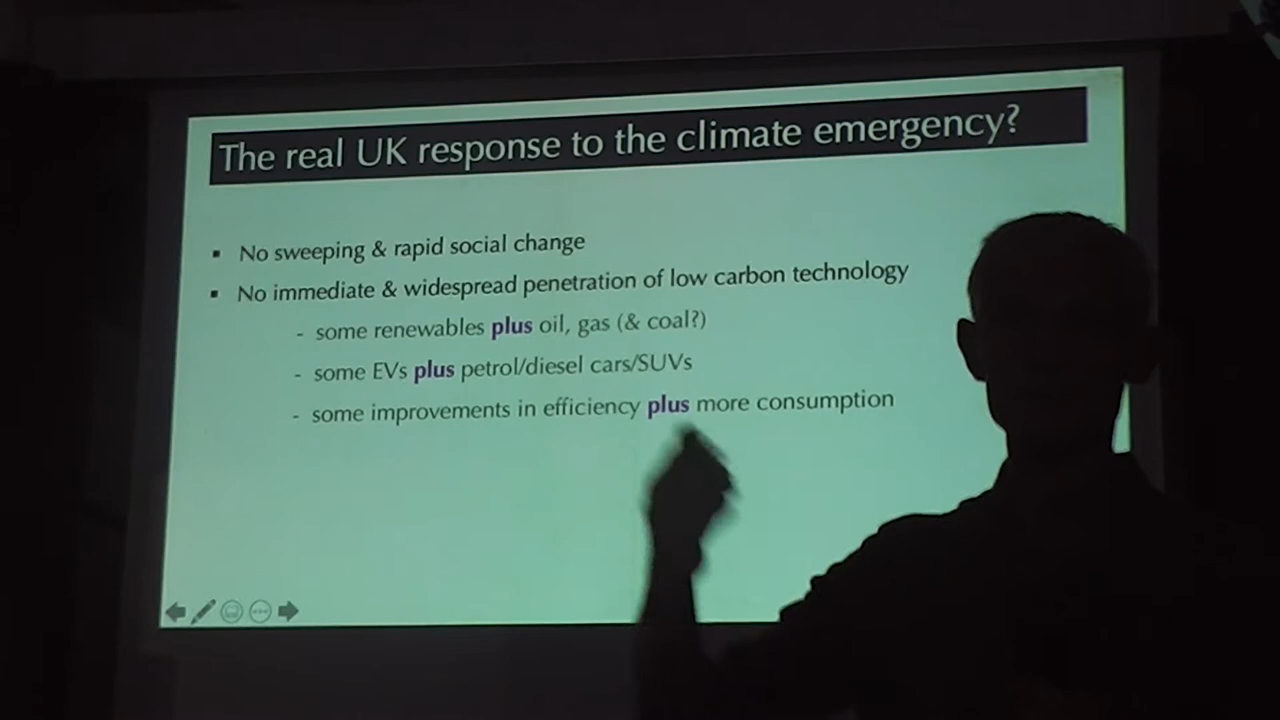 The real UK response to the climate emergency?
▪ No sweeping & rapid social change
▪ No immediate & widespread penetration of low carbon technology
- some renewables plus oil, gas (& coal?)
- some EVs plus petrol/diesel cars/SUVs
- some improvements in efficiency plus more consumption